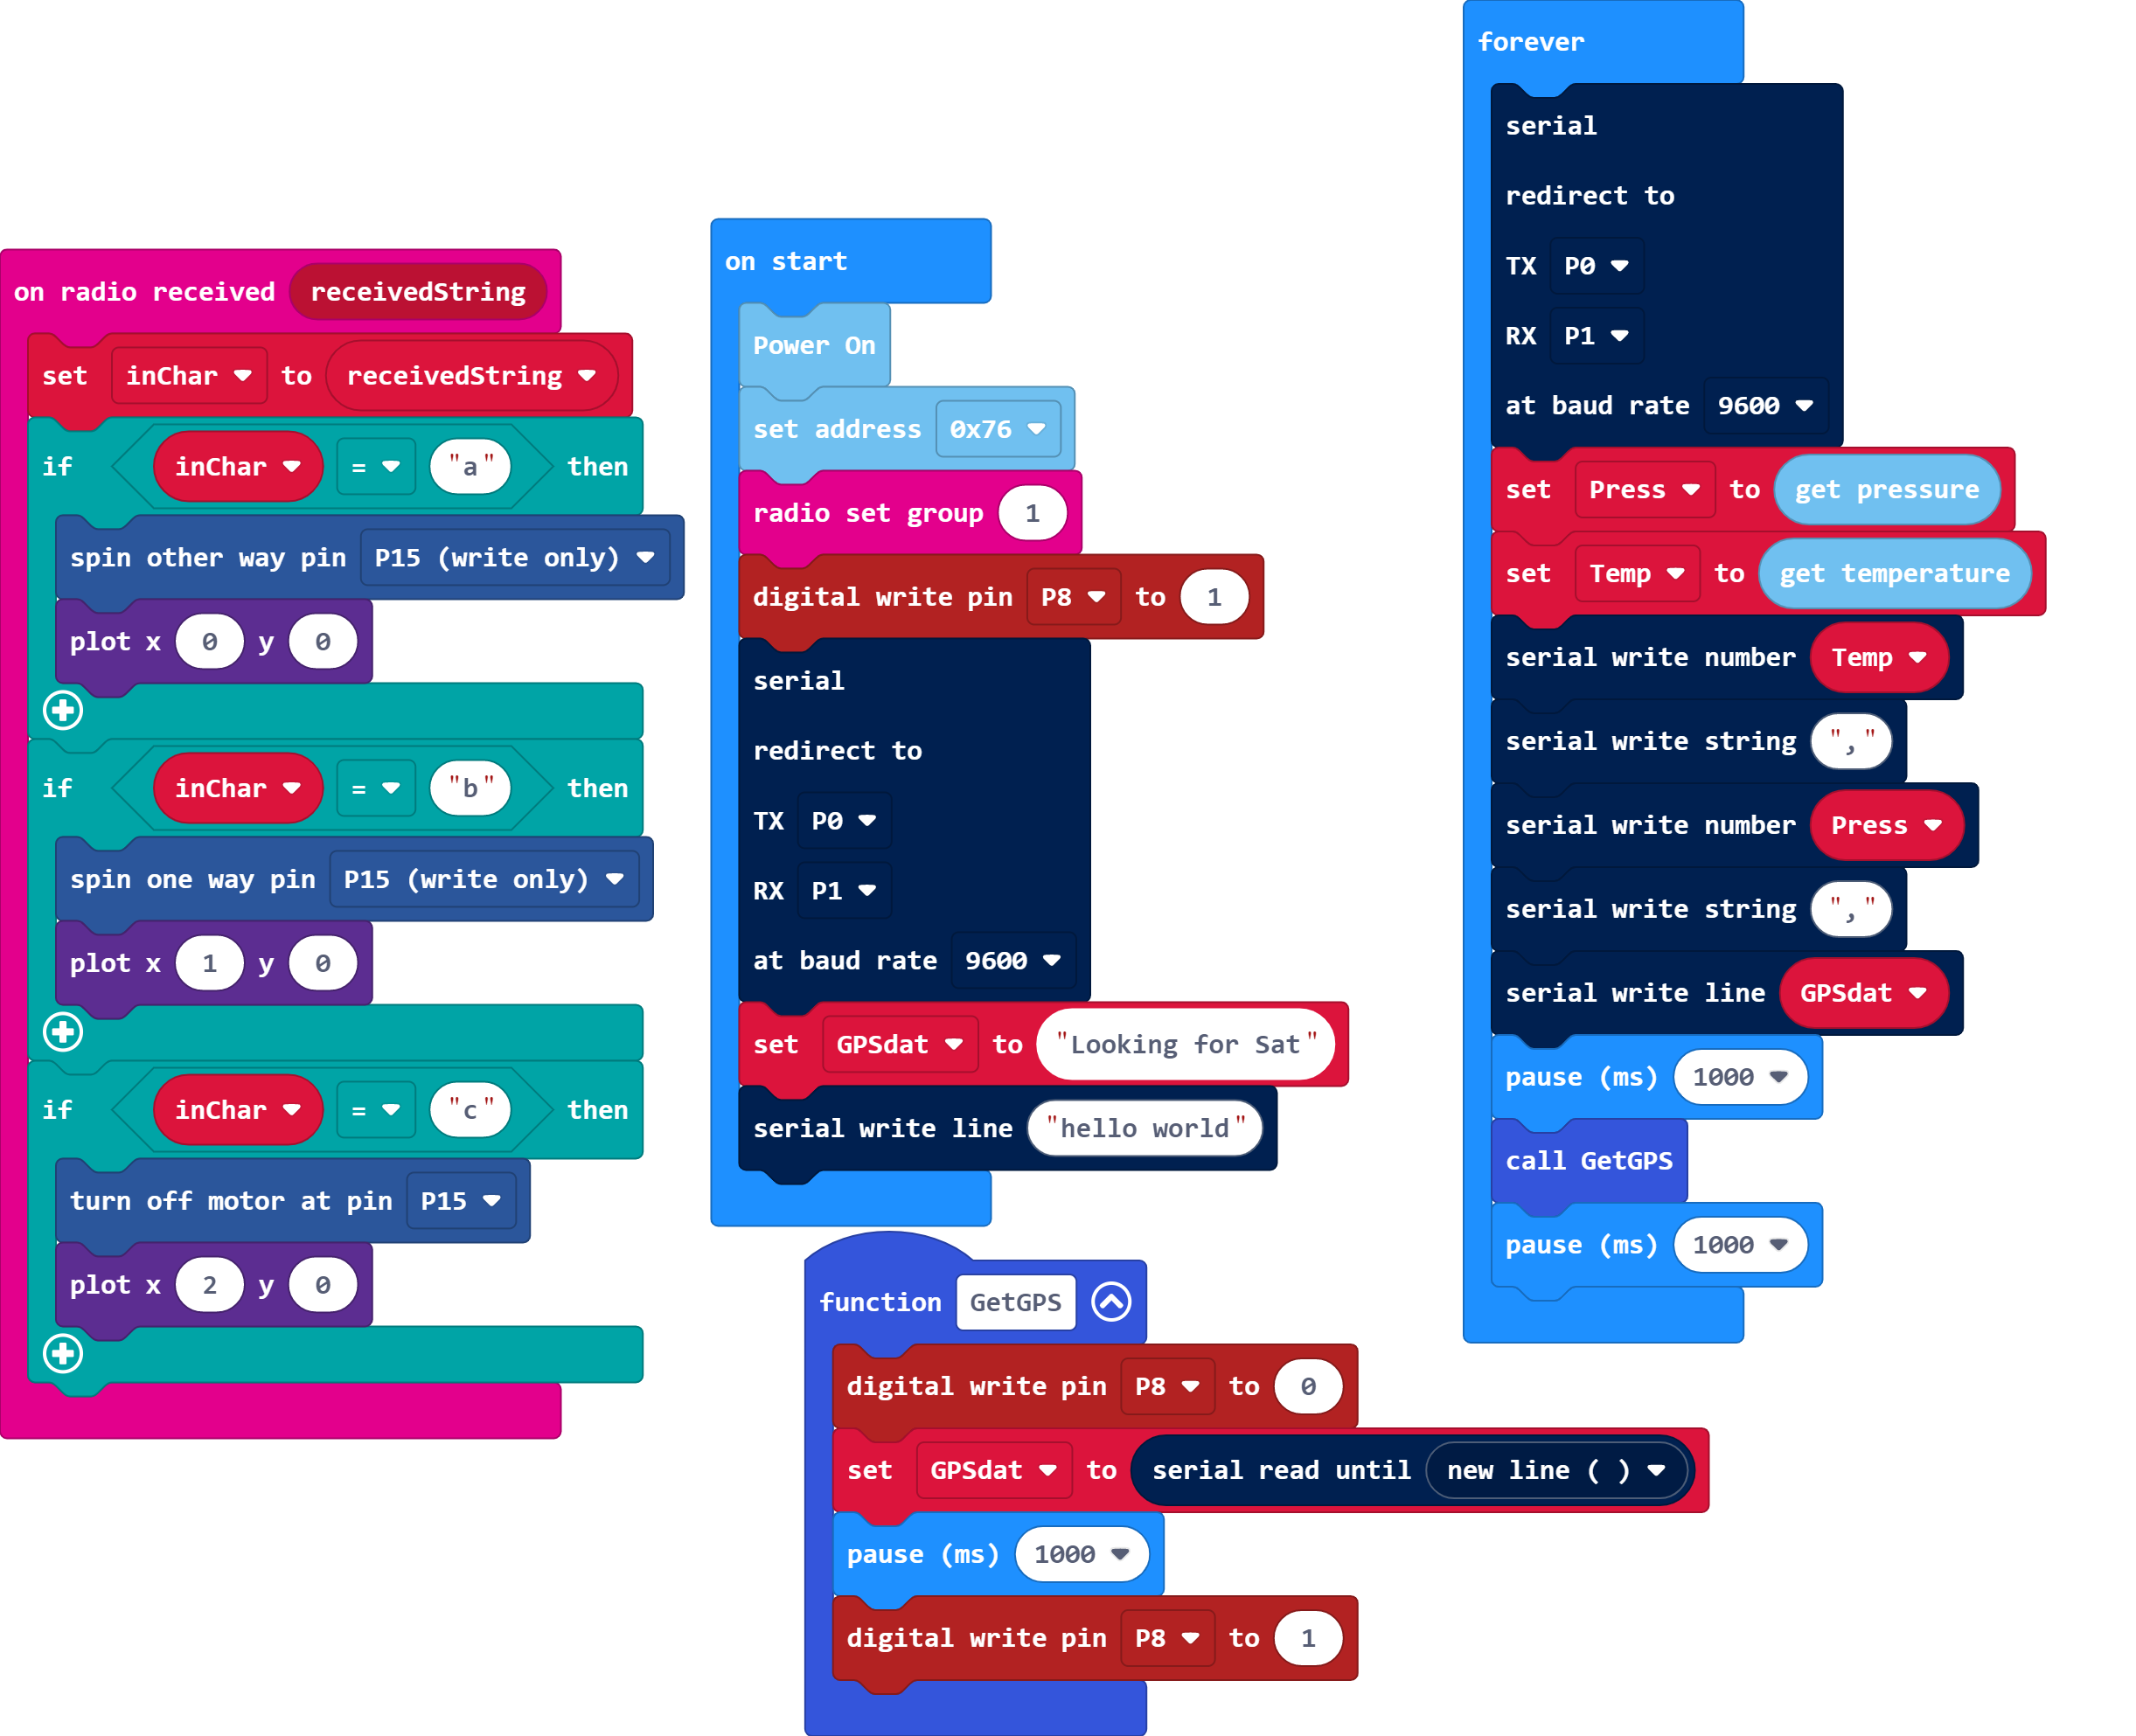 on radio received receivedString
set inChar to receivedString
if inChar = "a" then
spin other way pin P15 (write only)
plot x 0 y 0
if inChar = "b" then
spin one way pin P15 (write only)
plot x 1 y 0
if inChar = "c" then
turn off motor at pin P15
plot x 2 y 0
on start
Power On
set address 0x76
radio set group 1
digital write pin P8 to 1
serial
redirect to
TX P0
RX P1
at baud rate 9600
set GPSdat to "Looking for Sat"
serial write line "hello world"
function GetGPS
digital write pin P8 to 0
set GPSdat to serial read until new line ( )
pause (ms) 1000
digital write pin P8 to 1
forever
serial
redirect to
TX P0
RX P1
at baud rate 9600
set Press to get pressure
set Temp to get temperature
serial write number Temp
serial write string ","
serial write number Press
serial write string ","
serial write line GPSdat
pause (ms) 1000
call GetGPS
pause (ms) 1000